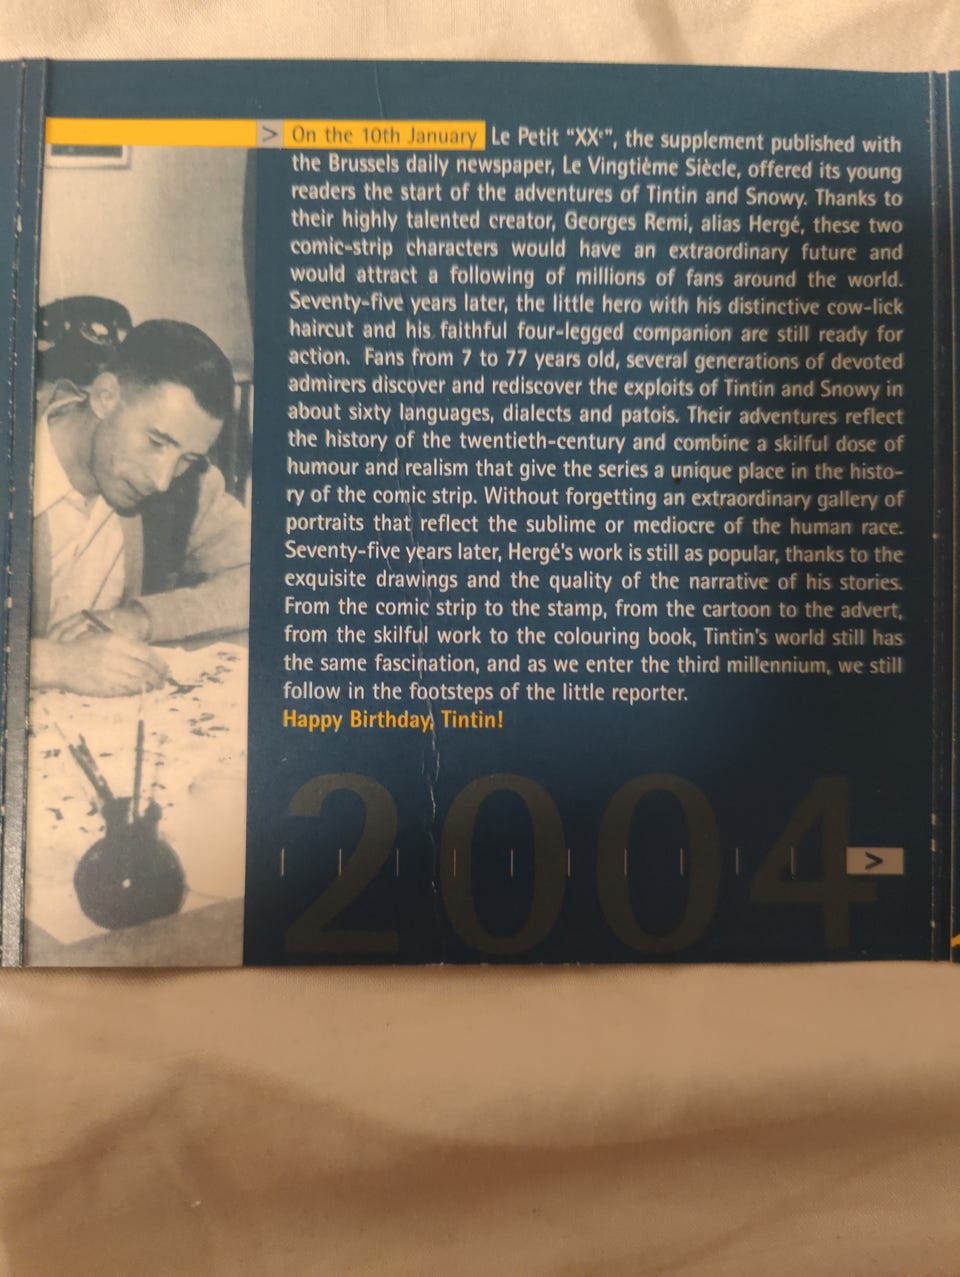 > On the 10th January Le Petit "XXᵉ", the supplement published with
the Brussels daily newspaper, Le Vingtième Siècle, offered its young
readers the start of the adventures of Tintin and Snowy. Thanks to
their highly talented creator, Georges Remi, alias Hergé, these two
comic-strip characters would have an extraordinary future and
would attract a following of millions of fans around the world.
Seventy-five years later, the little hero with his distinctive cow-lick
haircut and his faithful four-legged companion are still ready for
action. Fans from 7 to 77 years old, several generations of devoted
admirers discover and rediscover the exploits of Tintin and Snowy in
about sixty languages, dialects and patois. Their adventures reflect
the history of the twentieth-century and combine a skilful dose of
humour and realism that give the series a unique place in the histo-
ry of the comic strip. Without forgetting an extraordinary gallery of
portraits that reflect the sublime or mediocre of the human race.
Seventy-five years later, Hergé's work is still as popular, thanks to the
exquisite drawings and the quality of the narrative of his stories.
From the comic strip to the stamp, from the cartoon to the advert,
from the skilful work to the colouring book, Tintin's world still has
the same fascination, and as we enter the third millennium, we still
follow in the footsteps of the little reporter.
Happy Birthday, Tintin!
2004 >